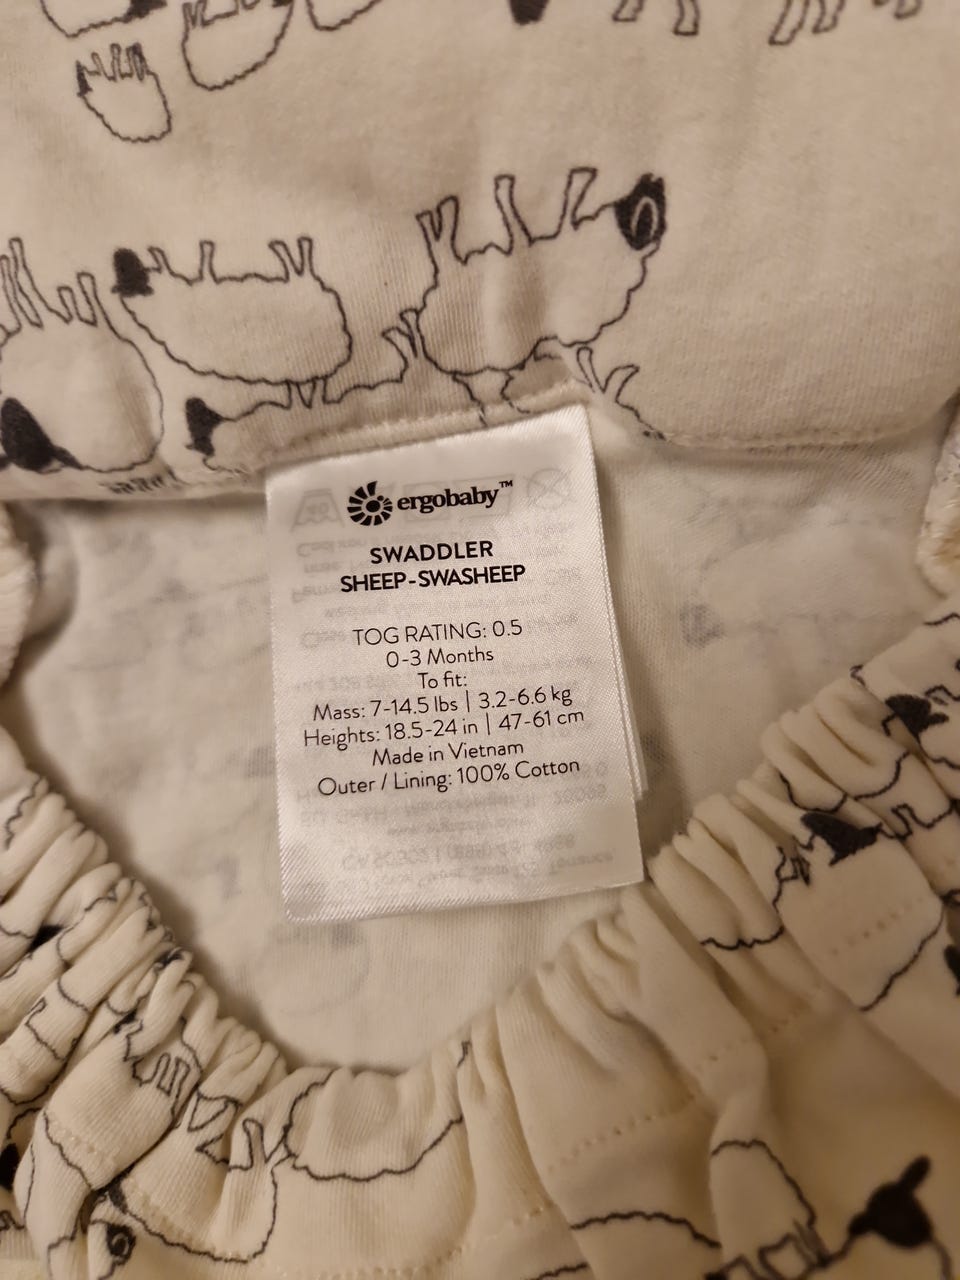 ergobaby™
SWADDLER
SHEEP-SWASHEEP
TOG RATING: 0.5
0-3 Months
To fit:
Mass: 7-14.5 lbs | 3.2-6.6 kg
Heights: 18.5-24 in | 47-61 cm
Made in Vietnam
Outer / Lining: 100% Cotton